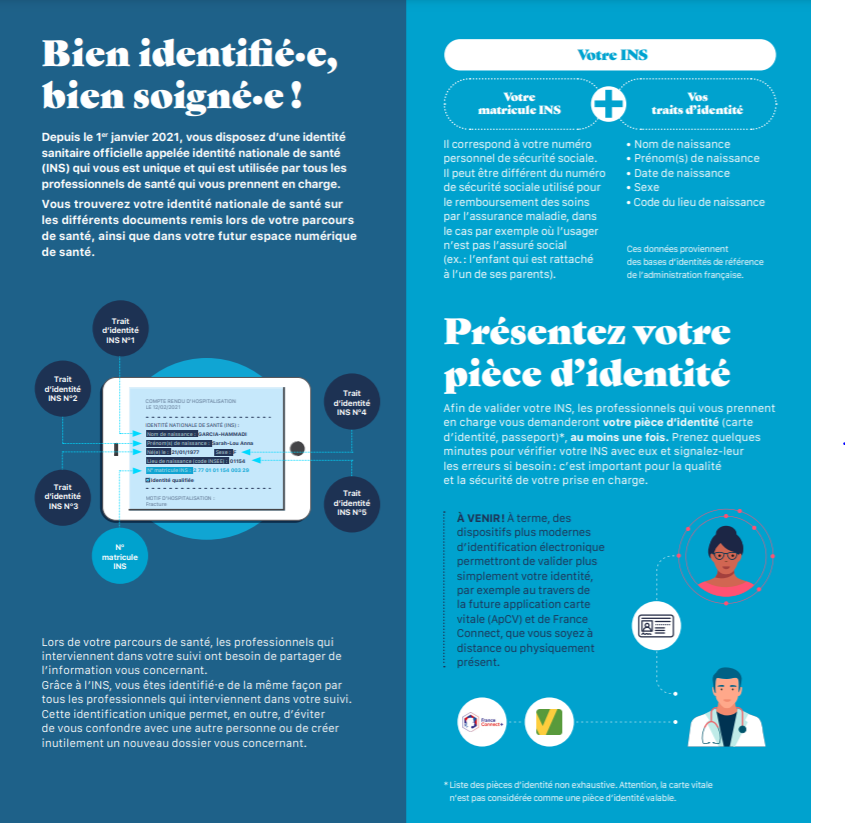 Bien identifié·e,
bien soigné·e !
Depuis le 1er janvier 2021, vous disposez d'une identité
sanitaire officielle appelée identité nationale de santé
(INS) qui vous est unique et qui est utilisée par tous les
professionnels de santé qui vous prennent en charge.
Vous trouverez votre identité nationale de santé sur
les différents documents remis lors de votre parcours
de santé, ainsi que dans votre futur espace numérique
de santé.
Trait
d'identité
INS N°1
Trait
d'identité
INS N°2
Trait
d'identité
INS N°3
N°
matricule
INS
Trait
d'identité
INS N°4
Trait
d'identité
INS N°5
COMPTE RENDU D'HOSPITALISATION
LE 12/02/2021
IDENTITÉ NATIONALE DE SANTÉ (INS) :
Nom de naissance : GARCIA-HAMMADI
Prénom(s) de naissance : Sarah-Lou Anna
Né(e) le : 21/01/1977 Sexe : F
Lieu de naissance (code INSEE) : 01154
N° matricule INS : 2 77 01 01 154 003 29
Identité qualifiée
MOTIF D'HOSPITALISATION :
Fracture
Lors de votre parcours de santé, les professionnels qui
interviennent dans votre suivi ont besoin de partager de
l'information vous concernant.
Grâce à l'INS, vous êtes identifié·e de la même façon par
tous les professionnels qui interviennent dans votre suivi.
Cette identification unique permet, en outre, d'éviter
de vous confondre avec une autre personne ou de créer
inutilement un nouveau dossier vous concernant.
Votre INS
Votre
matricule INS
Vos
traits d'identité
Il correspond à votre numéro
personnel de sécurité sociale.
Il peut être différent du numéro
de sécurité sociale utilisé pour
le remboursement des soins
par l'assurance maladie, dans
le cas par exemple où l'usager
n'est pas l'assuré social
(ex. : l'enfant qui est rattaché
à l'un de ses parents).
• Nom de naissance
• Prénom(s) de naissance
• Date de naissance
• Sexe
• Code du lieu de naissance
Ces données proviennent
des bases d'identités de référence
de l'administration française.
Présentez votre
pièce d'identité
Afin de valider votre INS, les professionnels qui vous prennent
en charge vous demanderont votre pièce d'identité (carte
d'identité, passeport)*, au moins une fois. Prenez quelques
minutes pour vérifier votre INS avec eux et signalez-leur
les erreurs si besoin : c'est important pour la qualité
et la sécurité de votre prise en charge.
À VENIR ! À terme, des
dispositifs plus modernes
d'identification électronique
permettront de valider plus
simplement votre identité,
par exemple au travers de
la future application carte
vitale (ApCV) et de France
Connect, que vous soyez à
distance ou physiquement
présent.
France
Connect+
* Liste des pièces d'identité non exhaustive. Attention, la carte vitale
n'est pas considérée comme une pièce d'identité valable.